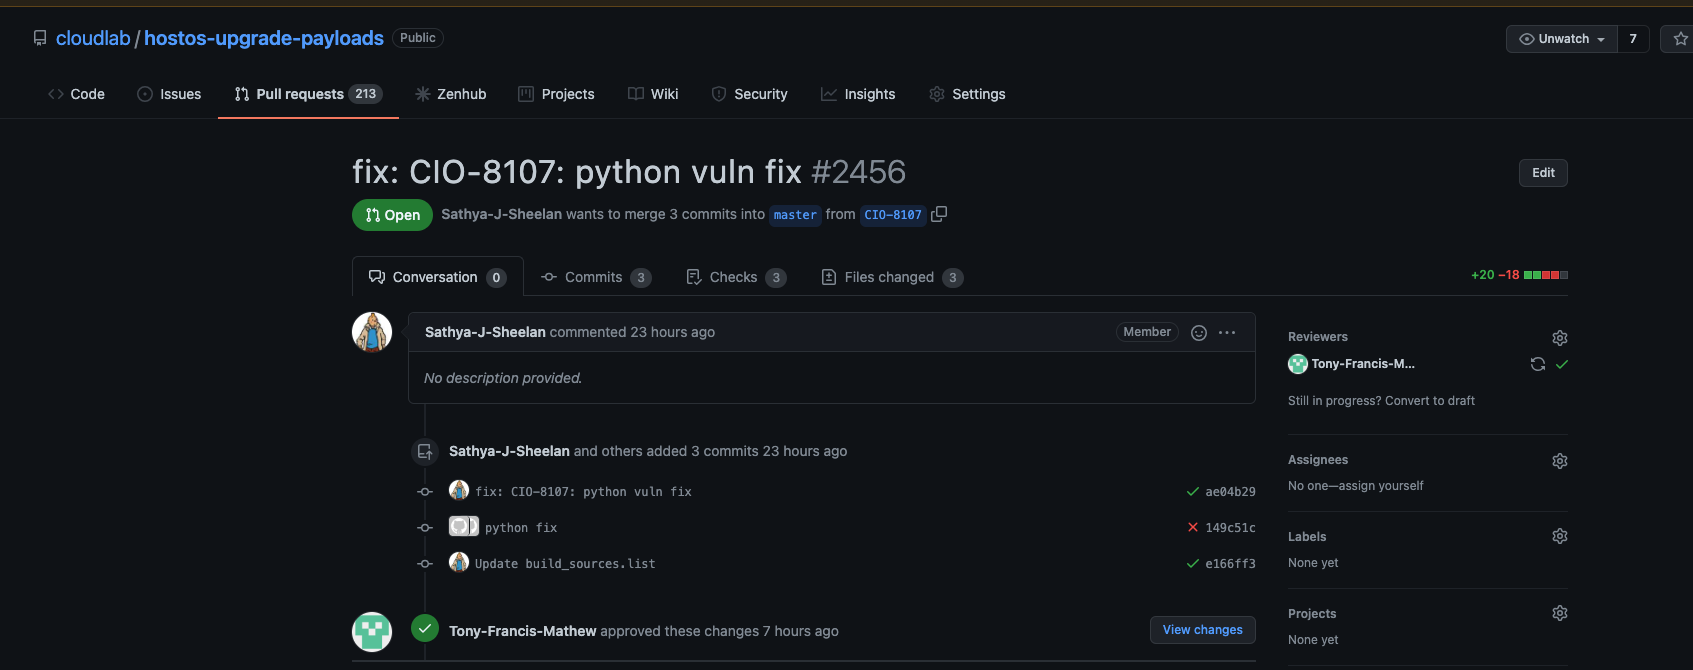 cloudlab / hostos-upgrade-payloads Public Unwatch 7
Code Issues Pull requests 213 Zenhub Projects Wiki Security Insights Settings
fix: CIO-8107: python vuln fix #2456 Edit
Open Sathya-J-Sheelan wants to merge 3 commits into master from CIO-8107
Conversation 0 Commits 3 Checks 3 Files changed 3 +20 −18
Sathya-J-Sheelan commented 23 hours ago Member ...
No description provided.
Sathya-J-Sheelan and others added 3 commits 23 hours ago
fix: CIO-8107: python vuln fix ae04b29
python fix 149c51c
Update build_sources.list e166ff3
Tony-Francis-Mathew approved these changes 7 hours ago View changes
Reviewers
Tony-Francis-M...
Still in progress? Convert to draft
Assignees
No one—assign yourself
Labels
None yet
Projects
None yet